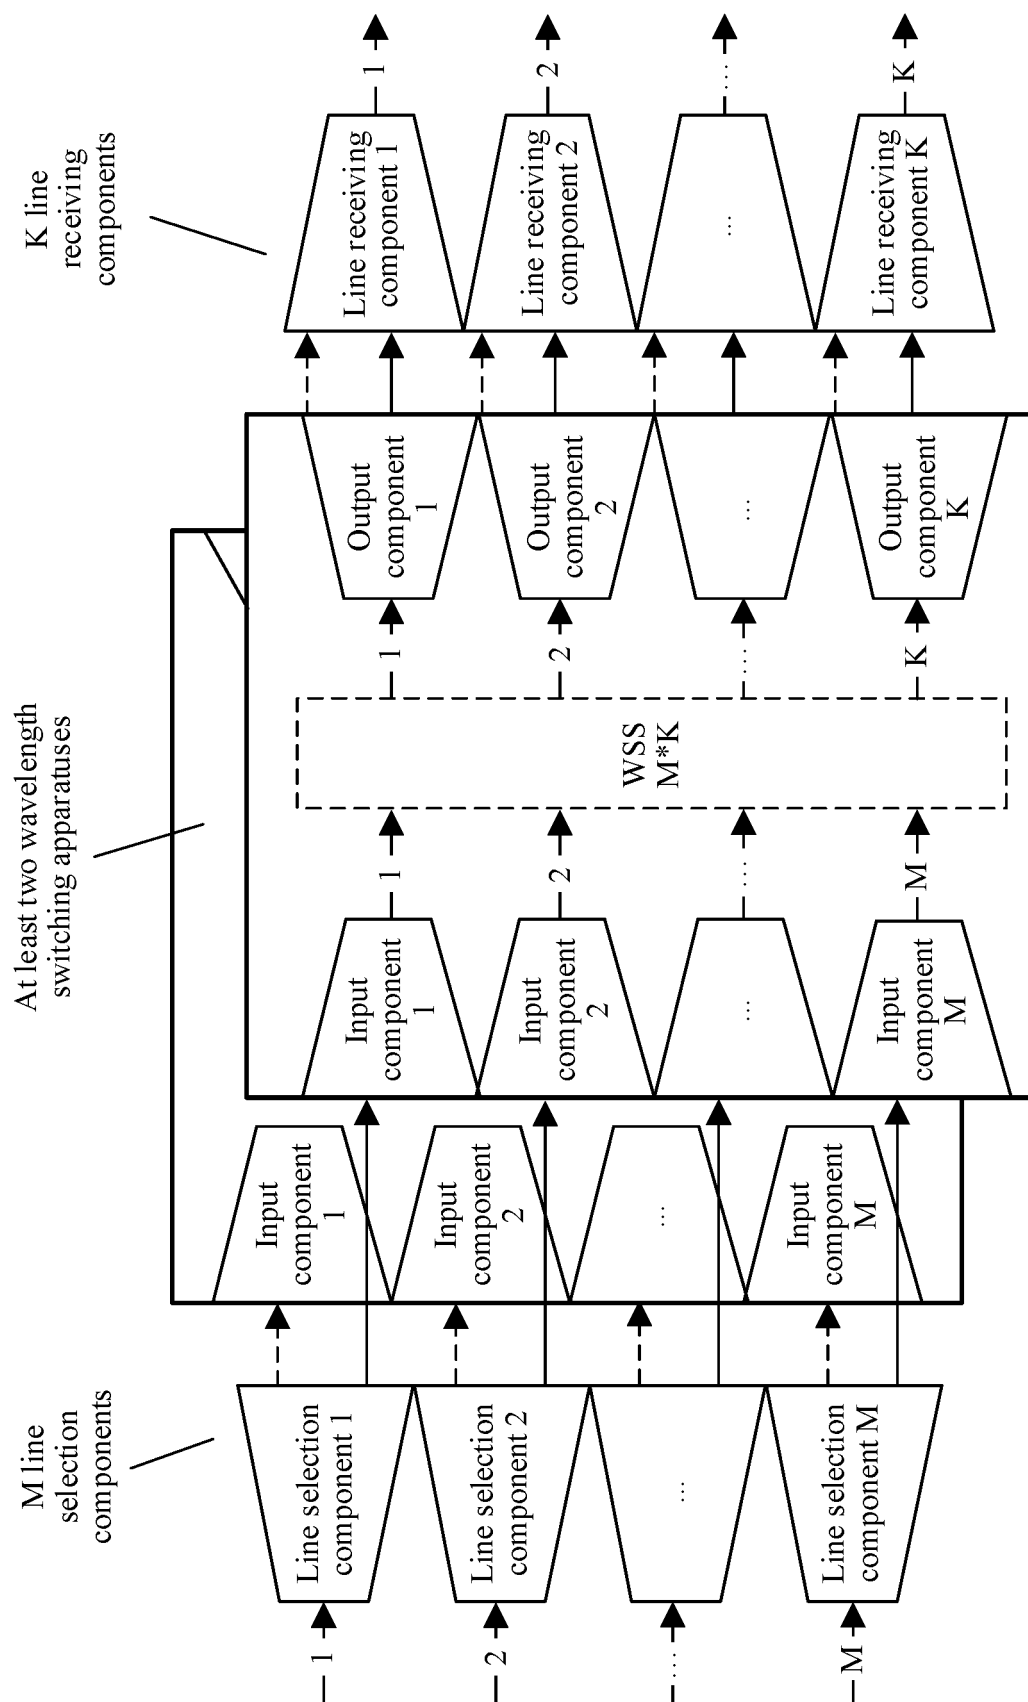 M line
selection
components
At least two wavelength
switching apparatuses
K line
receiving
components
1
Line selection
component 1
Input
component
1
Input
component
1
1
1
Output
component
1
Line receiving
component 1
1
2
Line selection
component 2
Input
component
2
Input
component
2
2
WSS
M*K
2
Output
component
2
Line receiving
component 2
2
....
...
...
...
....
....
...
...
....
M
Line selection
component M
Input
component
M
Input
component
M
M
K
Output
component
K
Line receiving
component K
K